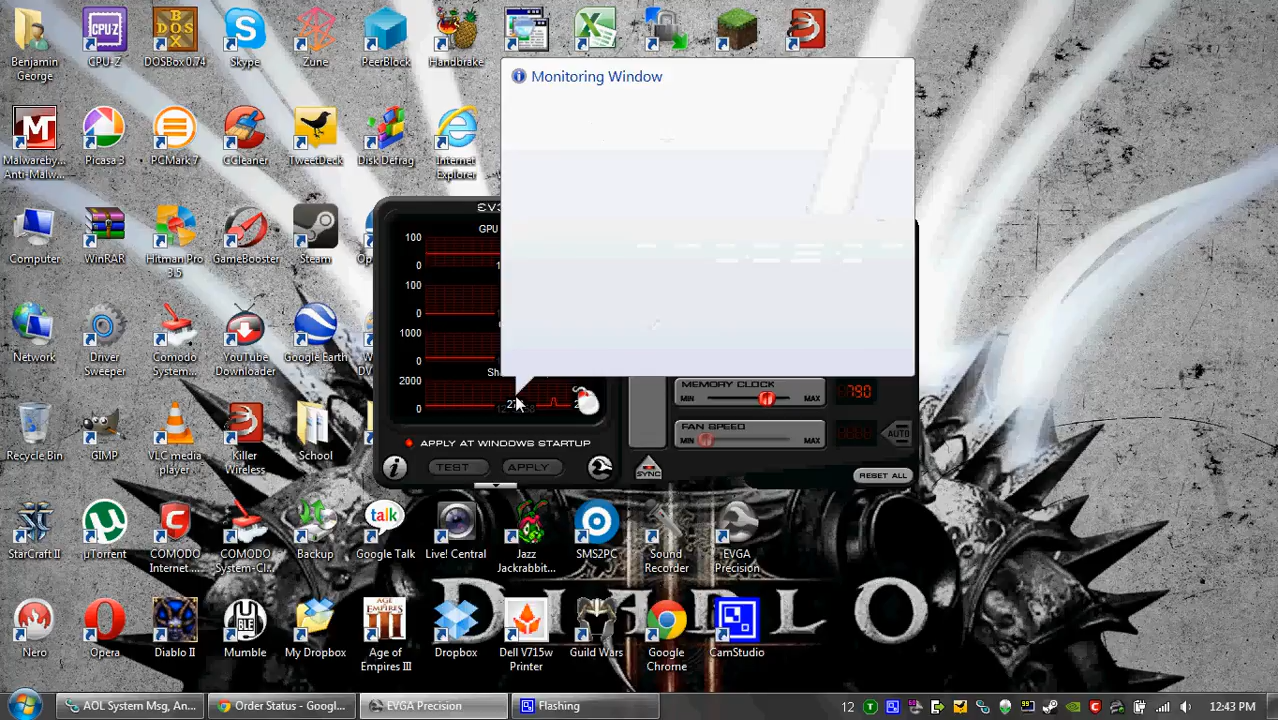 Benjamin George
CPU-Z
DOSBox 0.74
Skype
Zune
PeerBlock
Handbrake
Monitoring Window
Malwareby... Anti-Malw...
Picasa 3
PCMark 7
CCleaner
TweetDeck
Disk Defrag
Internet Explorer
Computer
WinRAR
Hitman Pro 3.5
GameBooster
Steam
GPU
100
0
100
0
1000
0
2000
0
Network
Driver Sweeper
Comodo System-...
YouTube Downloader
Google Earth
MEMORY CLOCK
MIN
MAX
790
FAN SPEED
MIN
MAX
AUTO
APPLY AT WINDOWS STARTUP
TEST
APPLY
SYNC
RESET ALL
Recycle Bin
GIMP
VLC media player
Killer Wireless
School
StarCraft II
µTorrent
COMODO Internet ...
COMODO System-Cl...
Backup
talk
Google Talk
Live! Central
Jazz Jackrabbit...
SMS2PC
Sound Recorder
EVGA Precision
DIABLO
Nero
Opera
Diablo II
Mumble
My Dropbox
Age of Empires III
Dropbox
Dell V715w Printer
Guild Wars
Google Chrome
CamStudio
AOL System Msg, An...
Order Status - Googl...
EVGA Precision
Flashing
12
12:43 PM